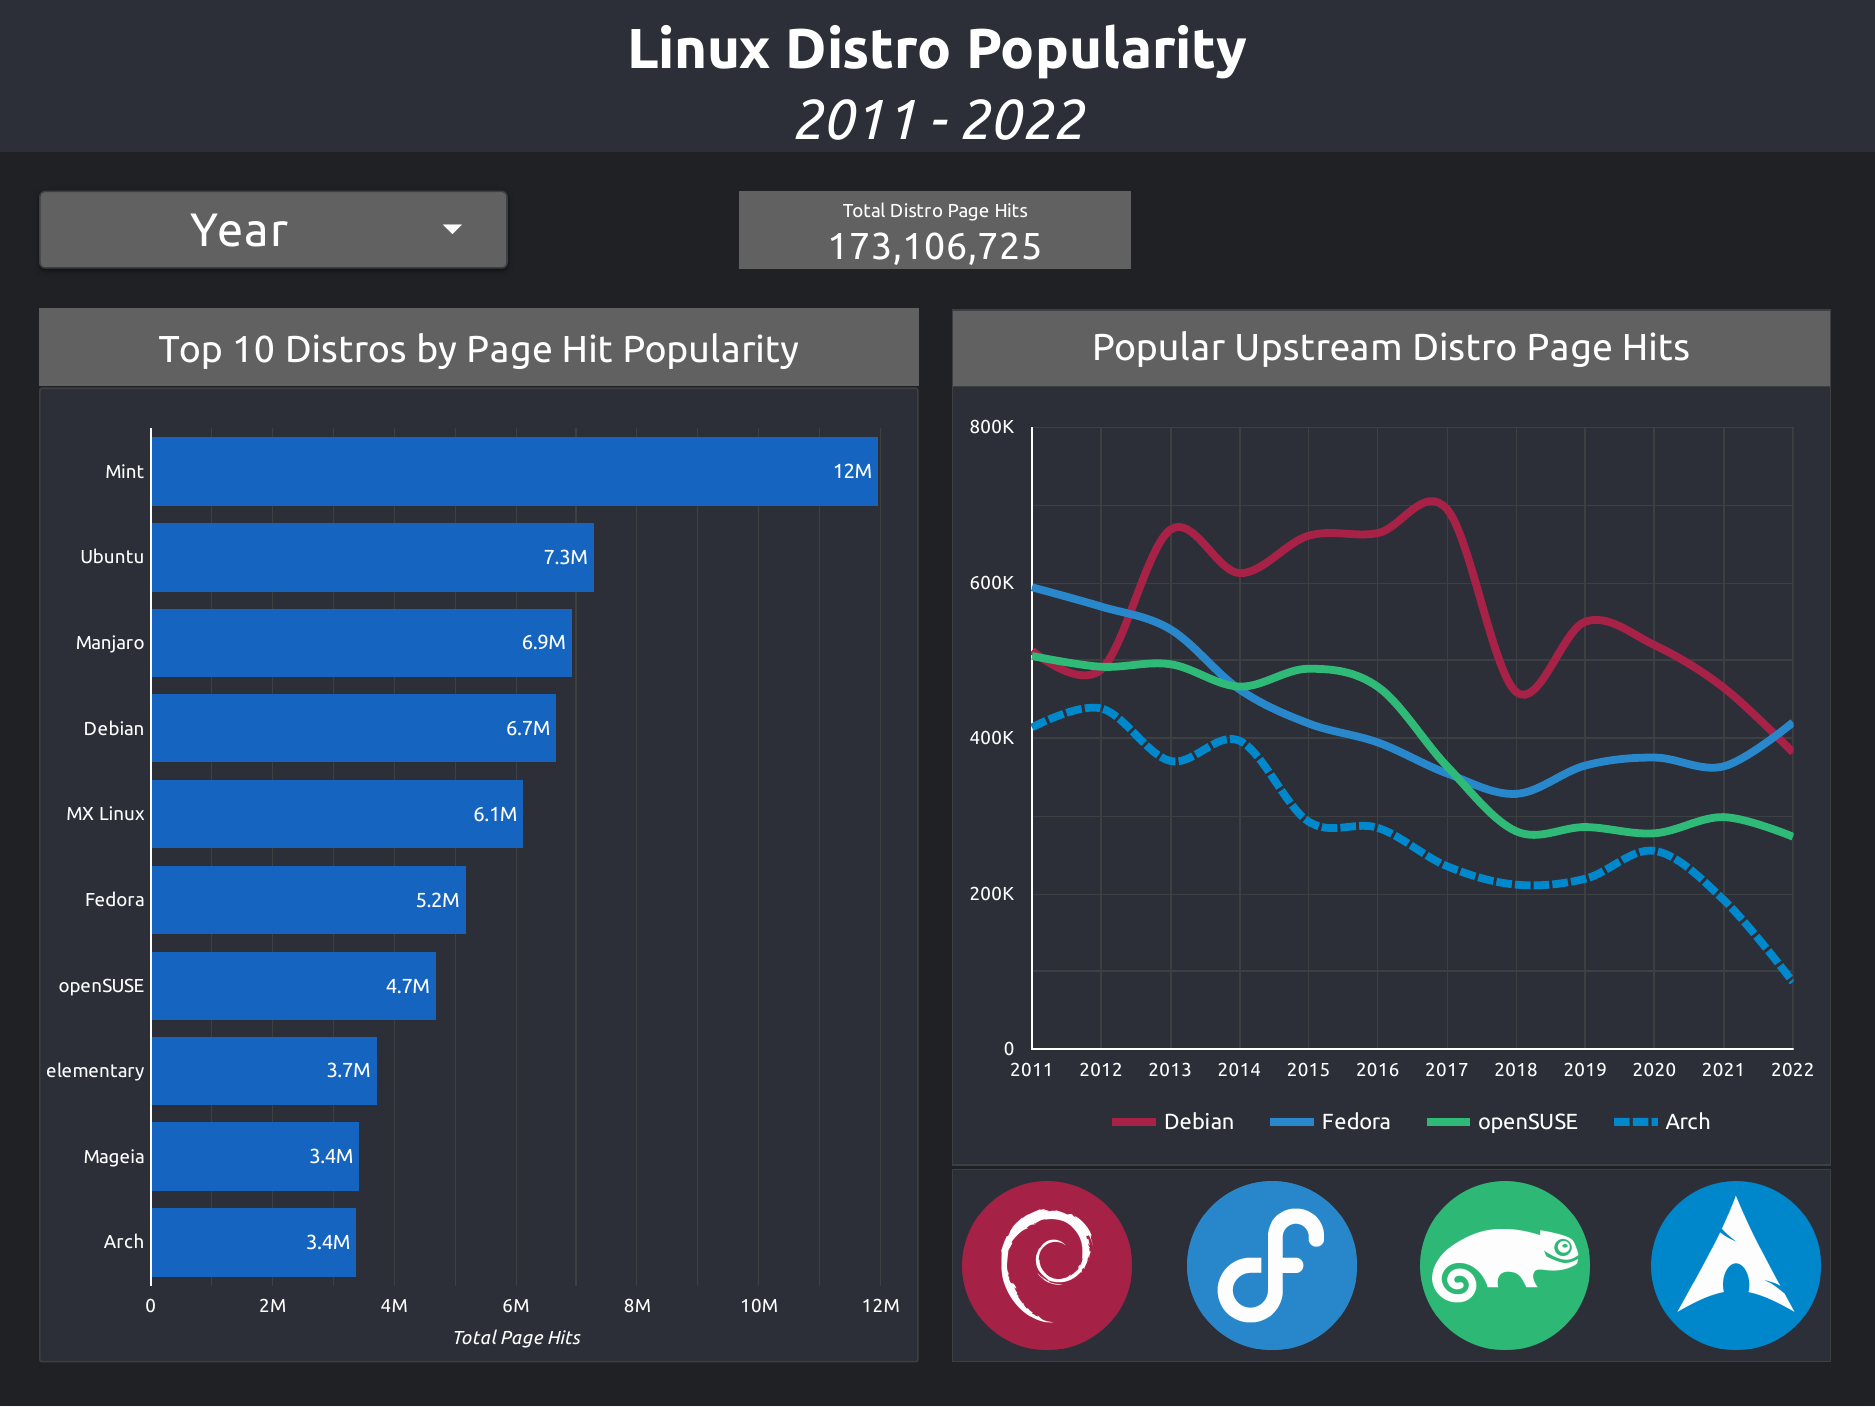 Linux Distro Popularity
2011 - 2022
Year
Total Distro Page Hits
173,106,725
Top 10 Distros by Page Hit Popularity
Mint 12M
Ubuntu 7.3M
Manjaro 6.9M
Debian 6.7M
MX Linux 6.1M
Fedora 5.2M
openSUSE 4.7M
elementary 3.7M
Mageia 3.4M
Arch 3.4M
0 2M 4M 6M 8M 10M 12M
Total Page Hits
Popular Upstream Distro Page Hits
800K
600K
400K
200K
0
2011 2012 2013 2014 2015 2016 2017 2018 2019 2020 2021 2022
Debian Fedora openSUSE Arch